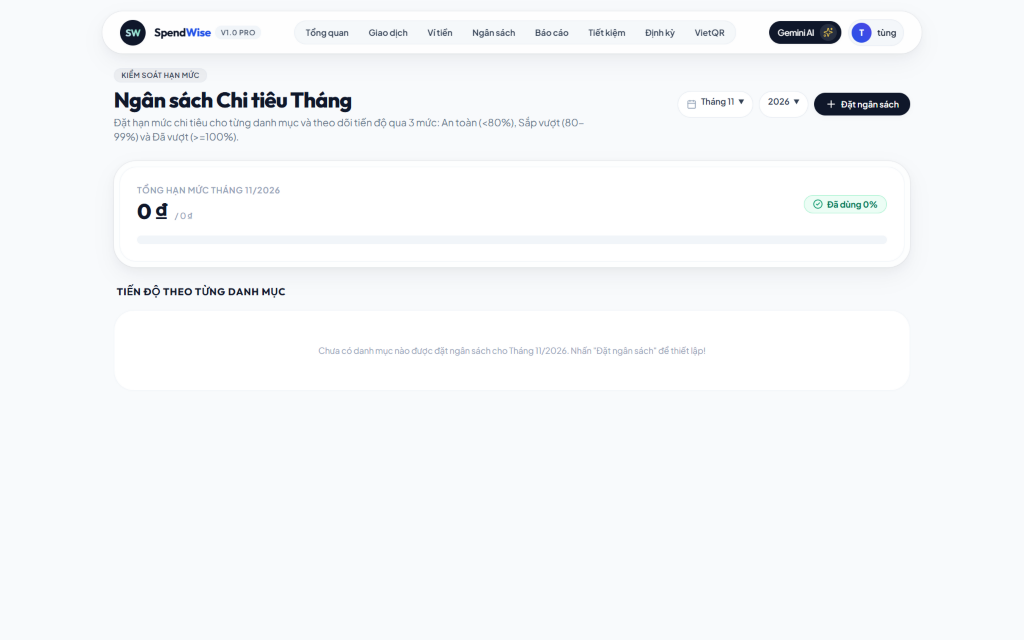 SW SpendWise V1.0 PRO Tổng quan Giao dịch Ví tiền Ngân sách Báo cáo Tiết kiệm Định kỳ VietQR Gemini AI T tùng
KIỂM SOÁT HẠN MỨC
Ngân sách Chi tiêu Tháng
Đặt hạn mức chi tiêu cho từng danh mục và theo dõi tiến độ qua 3 mức: An toàn (<80%), Sắp vượt (80–
99%) và Đã vượt (>=100%).
Tháng 11 ▼ 2026 ▼ + Đặt ngân sách
TỔNG HẠN MỨC THÁNG 11/2026
0 ₫ / 0 ₫
Đã dùng 0%
TIẾN ĐỘ THEO TỪNG DANH MỤC
Chưa có danh mục nào được đặt ngân sách cho Tháng 11/2026. Nhấn "Đặt ngân sách" để thiết lập!